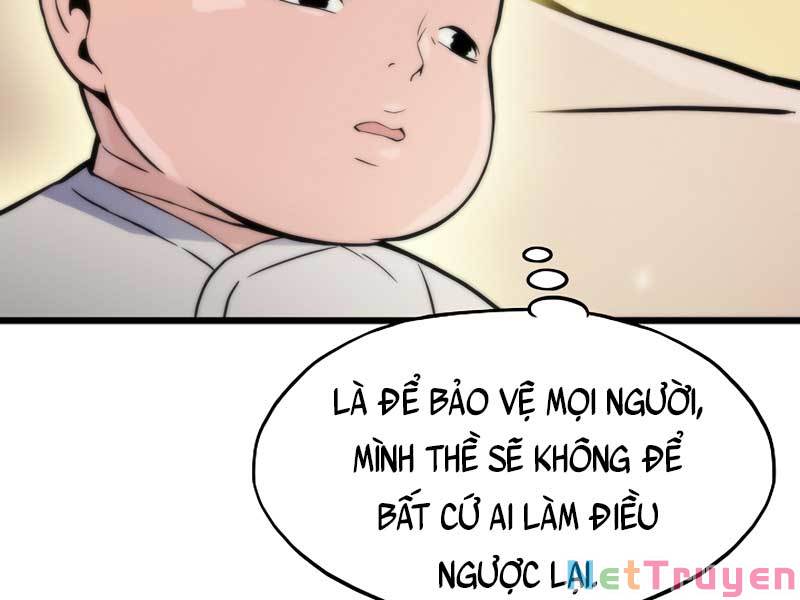 LÀ ĐỂ BẢO VỆ MỌI NGƯỜI,
MÌNH THỀ SẼ KHÔNG ĐỂ
BẤT CỨ AI LÀM ĐIỀU
NGƯỢC LẠI.
NetTruyen